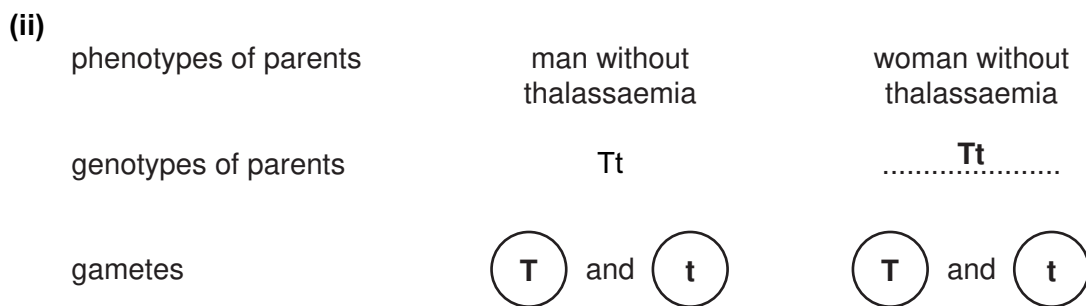 (ii)
phenotypes of parents man without thalassaemia woman without thalassaemia
genotypes of parents Tt Tt
gametes T and t T and t